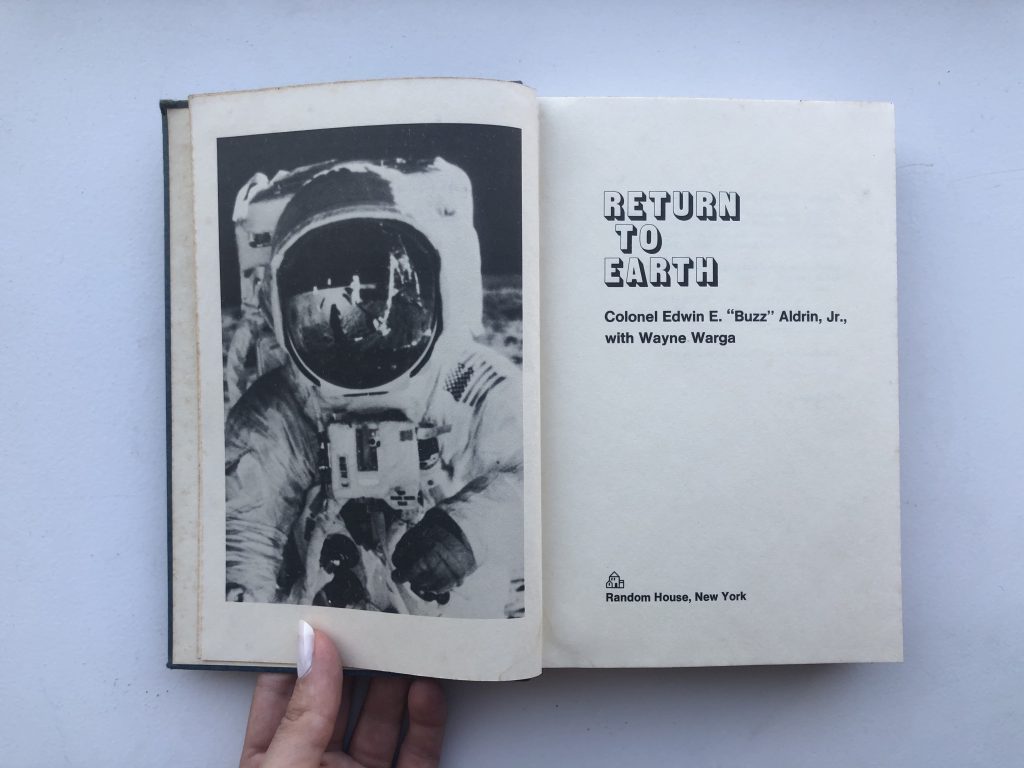 RETURN
TO
EARTH
Colonel Edwin E. “Buzz” Aldrin, Jr.,
with Wayne Warga
Random House, New York